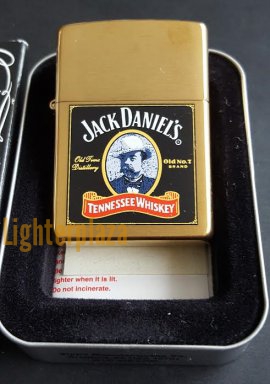 JACK DANIEL'S
®
Old Time
Distillery
Old No.7
BRAND
TENNESSEE WHISKEY
Lighterplaza
lighter when it is lit.
Do not incinerate.